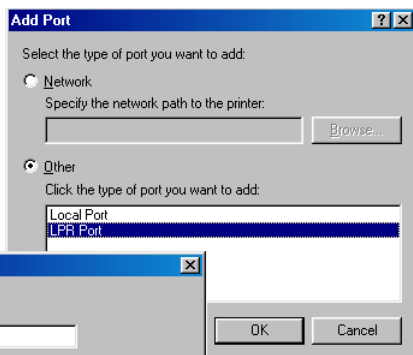 Add Port
Select the type of port you want to add:
Network
Specify the network path to the printer:
Browse...
Other
Click the type of port you want to add:
Local Port
LPR Port
OK
Cancel